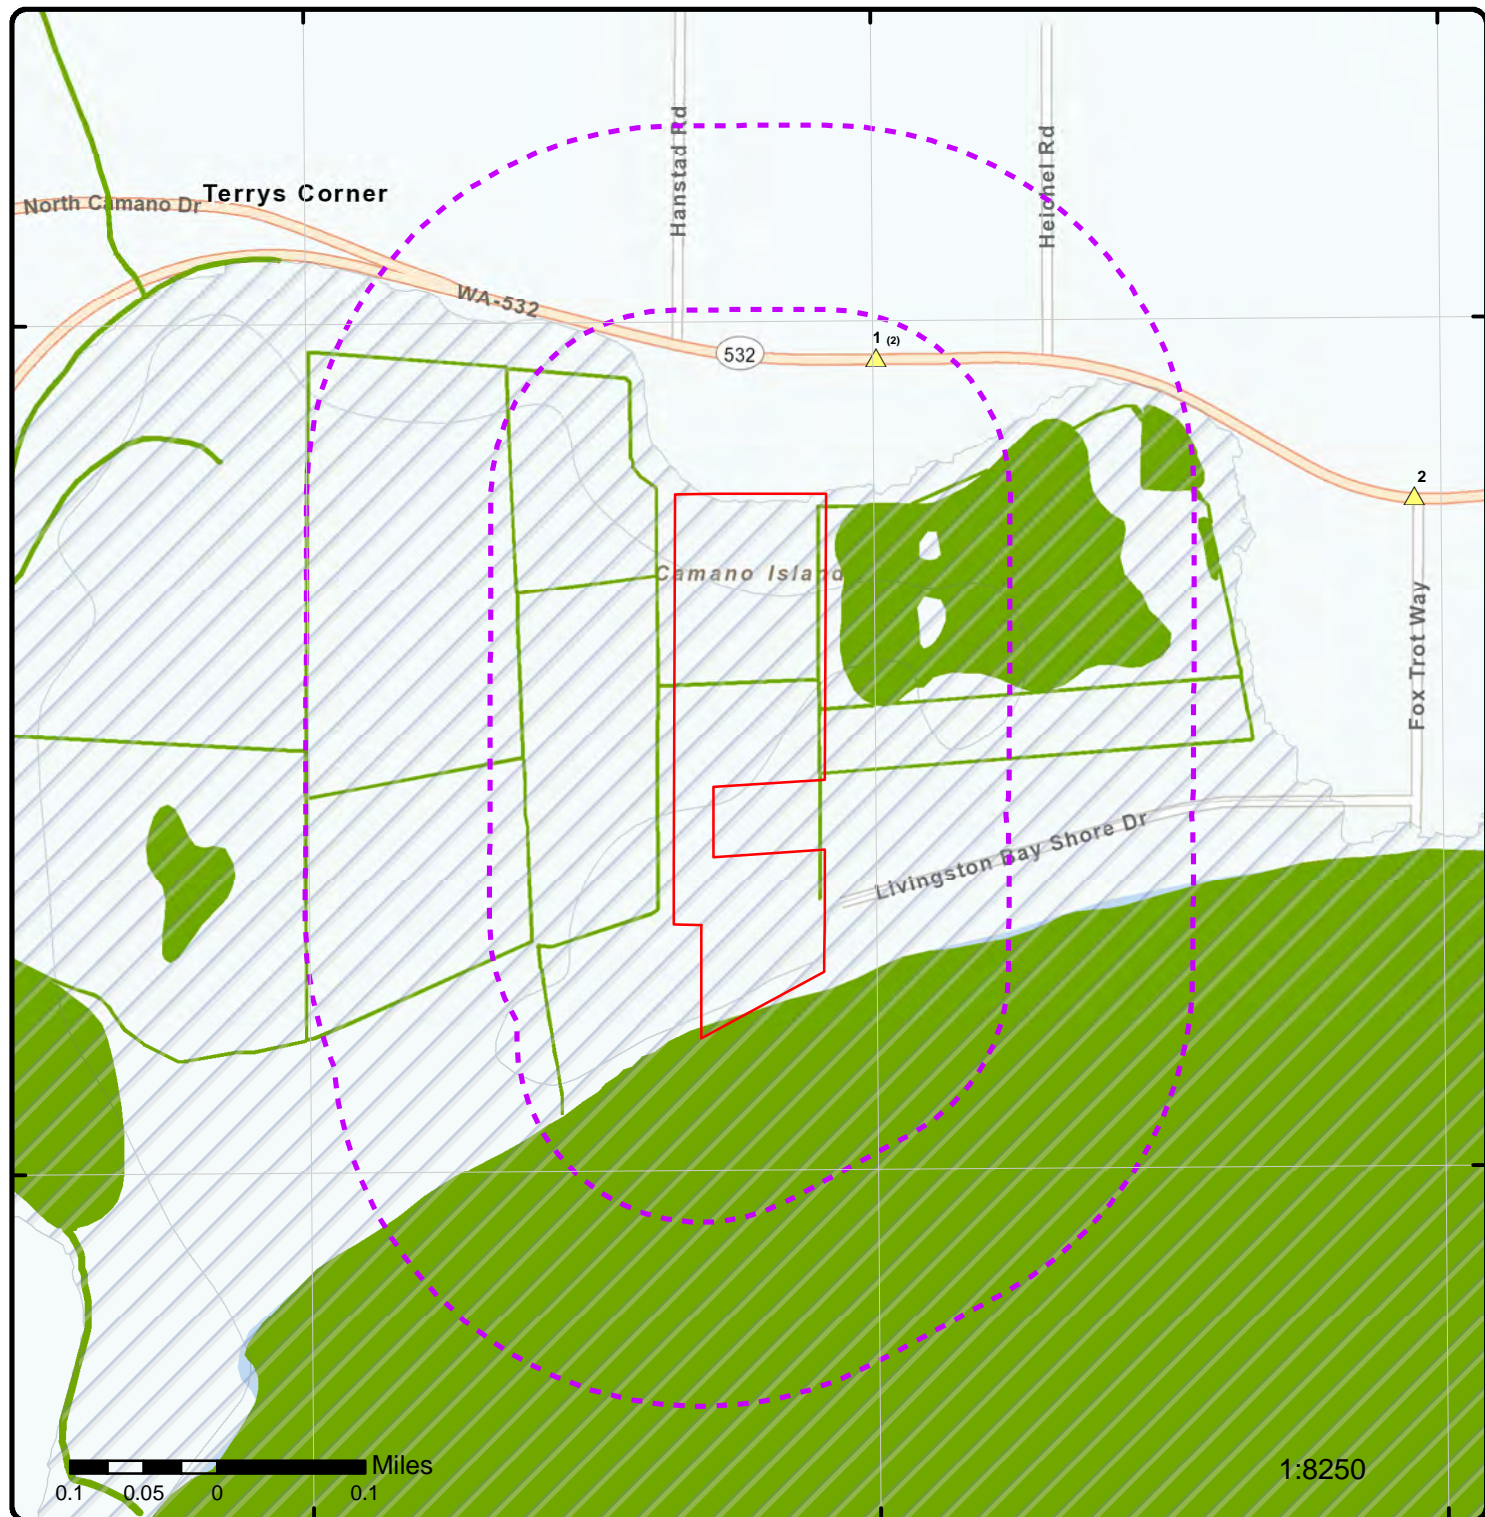 Hanstad Rd
Heichel Rd
Terrys Corner
North Camano Dr
WA-532
532
1 (2)
2
Camano Island
Fox Trot Way
Livingston Bay Shore Dr
Miles
0.1 0.05 0 0.1
1:8250